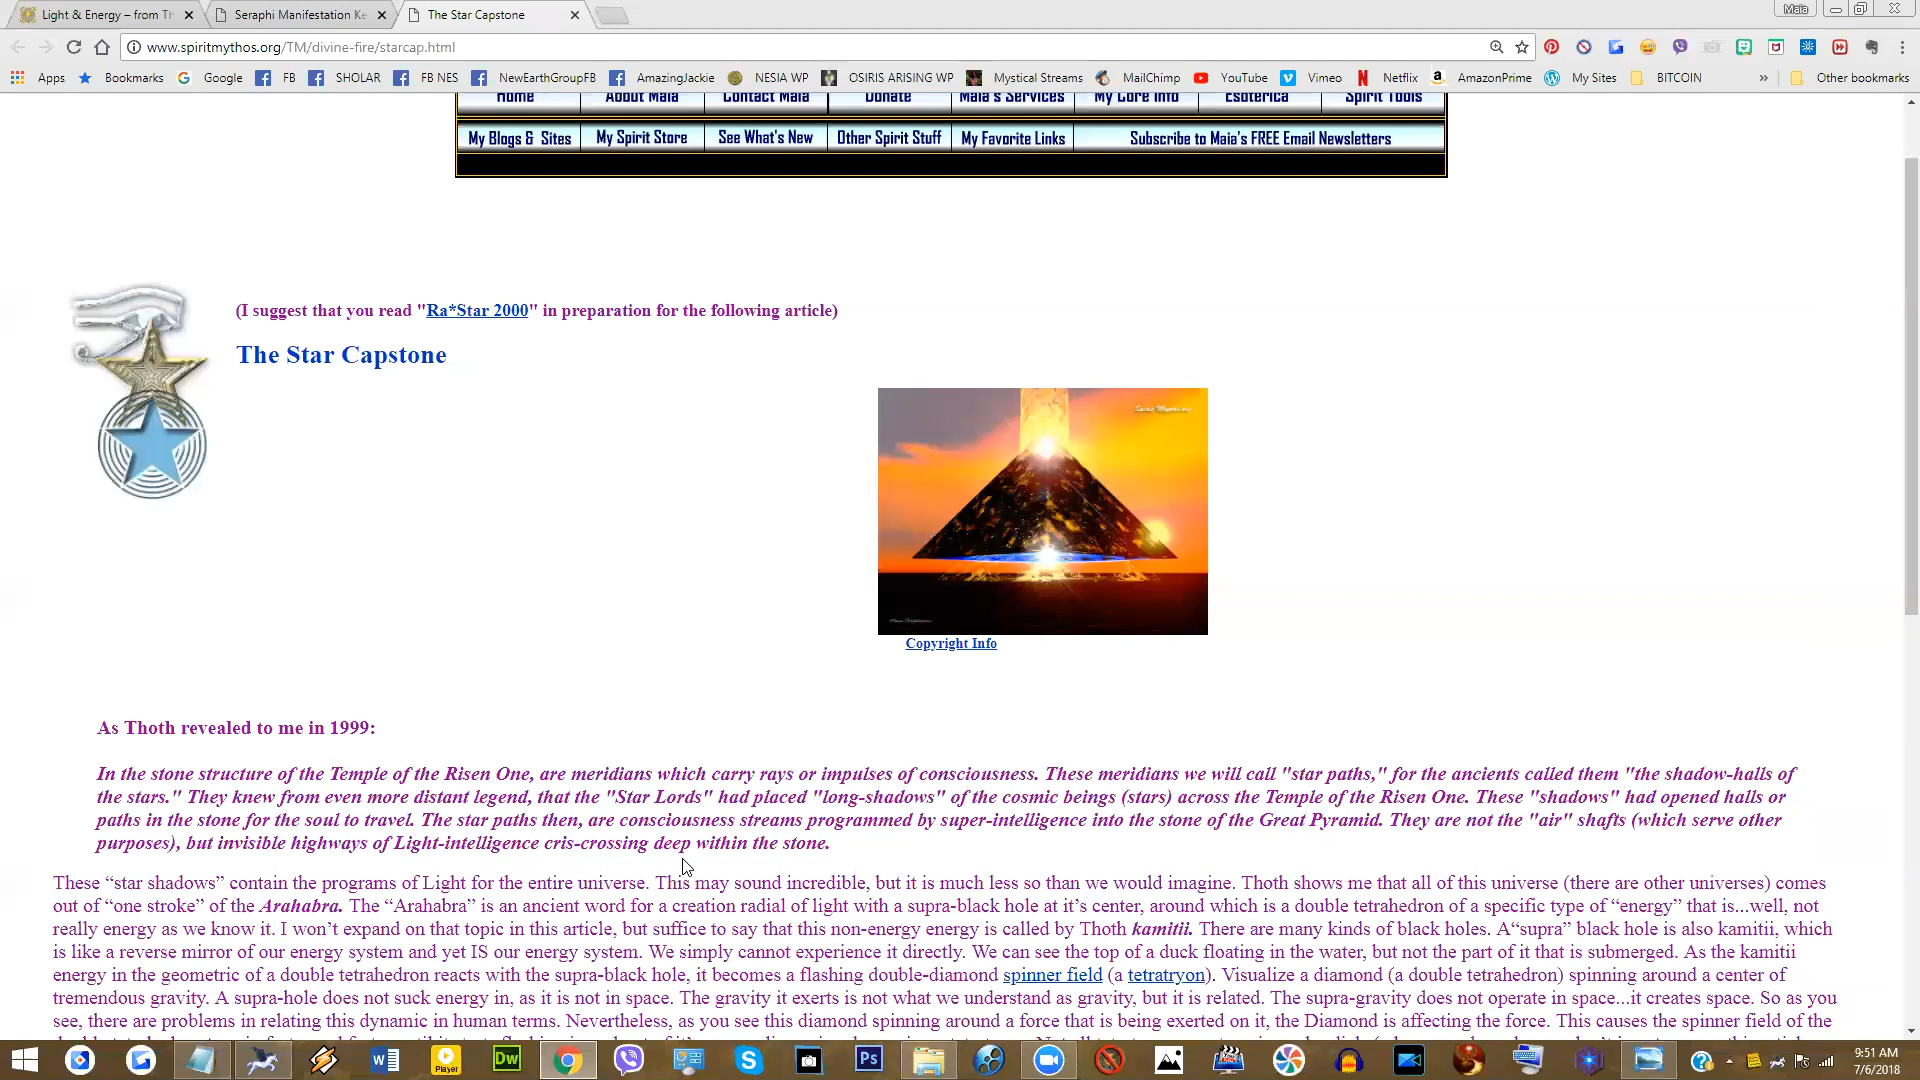 Light & Energy – from Th
Seraphi Manifestation Ke
The Star Capstone
Maia
www.spiritmythos.org/TM/divine-fire/starcap.html
Apps Bookmarks Google FB SHOLAR FB NES NewEarthGroupFB AmazingJackie NESIA WP OSIRIS ARISING WP Mystical Streams MailChimp YouTube Vimeo Netflix AmazonPrime My Sites BITCOIN » Other bookmarks
Home About Maia Contact Maia Donate Maia's Services My Core Info Esoterica Spirit Tools
My Blogs & Sites My Spirit Store See What's New Other Spirit Stuff My Favorite Links Subscribe to Maia's FREE Email Newsletters
(I suggest that you read "Ra*Star 2000" in preparation for the following article)
The Star Capstone
Copyright Info
As Thoth revealed to me in 1999:
In the stone structure of the Temple of the Risen One, are meridians which carry rays or impulses of consciousness. These meridians we will call "star paths," for the ancients called them "the shadow-halls of
the stars." They knew from even more distant legend, that the "Star Lords" had placed "long-shadows" of the cosmic beings (stars) across the Temple of the Risen One. These "shadows" had opened halls or
paths in the stone for the soul to travel. The star paths then, are consciousness streams programmed by super-intelligence into the stone of the Great Pyramid. They are not the "air" shafts (which serve other
purposes), but invisible highways of Light-intelligence cris-crossing deep within the stone.
These “star shadows” contain the programs of Light for the entire universe. This may sound incredible, but it is much less so than we would imagine. Thoth shows me that all of this universe (there are other universes) comes
out of “one stroke” of the Arahabra. The “Arahabra” is an ancient word for a creation radial of light with a supra-black hole at it’s center, around which is a double tetrahedron of a specific type of “energy” that is...well, not
really energy as we know it. I won’t expand on that topic in this article, but suffice to say that this non-energy energy is called by Thoth kamitii. There are many kinds of black holes. A“supra” black hole is also kamitii, which
is like a reverse mirror of our energy system and yet IS our energy system. We simply cannot experience it directly. We can see the top of a duck floating in the water, but not the part of it that is submerged. As the kamitii
energy in the geometric of a double tetrahedron reacts with the supra-black hole, it becomes a flashing double-diamond spinner field (a tetratryon). Visualize a diamond (a double tetrahedron) spinning around a center of
tremendous gravity. A supra-hole does not suck energy in, as it is not in space. The gravity it exerts is not what we understand as gravity, but it is related. The supra-gravity does not operate in space...it creates space. So as you
see, there are problems in relating this dynamic in human terms. Nevertheless, as you see this diamond spinning around a force that is being exerted on it, the Diamond is affecting the force. This causes the spinner field of the
Player
Dw
Ps
9:51 AM
7/6/2018